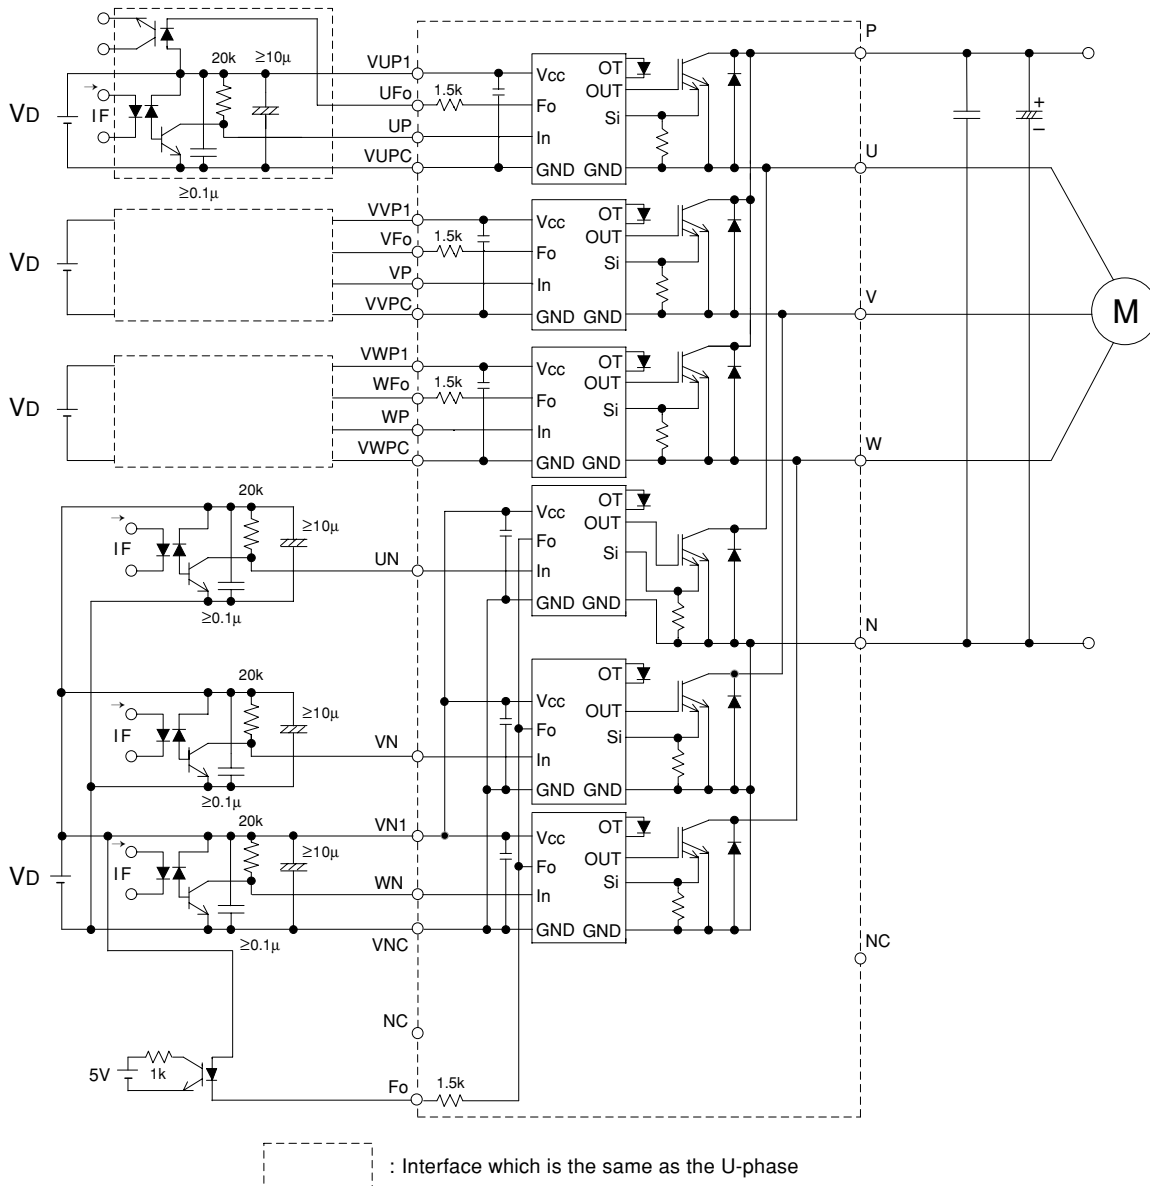 P
20k
≥10µ
VUP1
Vcc
OT
→
IF
UFo
1.5k
Fo
OUT
VD
UP
In
Si
+
–
VUPC
GND
GND
U
≥0.1µ
VVP1
Vcc
OT
VFo
1.5k
Fo
OUT
VD
VP
In
Si
VVPC
GND
GND
V
M
VWP1
Vcc
OT
WFo
1.5k
Fo
OUT
VD
WP
In
Si
VWPC
GND
GND
W
20k
→
IF
≥10µ
UN
Vcc
OT
Fo
OUT
In
Si
GND
GND
≥0.1µ
N
20k
→
IF
≥10µ
VN
Vcc
OT
Fo
OUT
In
Si
GND
GND
≥0.1µ
20k
VN1
Vcc
OT
→
IF
≥10µ
Fo
OUT
VD
WN
In
Si
VNC
GND
GND
≥0.1µ
NC
NC
5V
1k
Fo
1.5k
: Interface which is the same as the U-phase